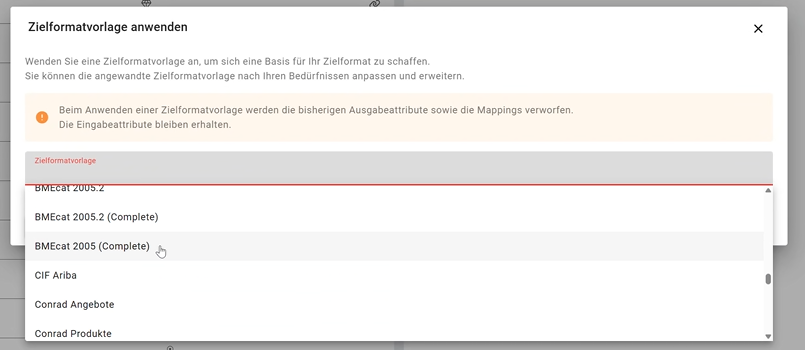 Zielformatvorlage anwenden
Wenden Sie eine Zielformatvorlage an, um sich eine Basis für Ihr Zielformat zu schaffen.
Sie können die angewandte Zielformatvorlage nach Ihren Bedürfnissen anpassen und erweitern.
Beim Anwenden einer Zielformatvorlage werden die bisherigen Ausgabeattribute sowie die Mappings verworfen.
Die Eingabeattribute bleiben erhalten.
Zielformatvorlage
BMEcat 2005.2
BMEcat 2005.2 (Complete)
BMEcat 2005 (Complete)
CIF Ariba
Conrad Angebote
Conrad Produkte